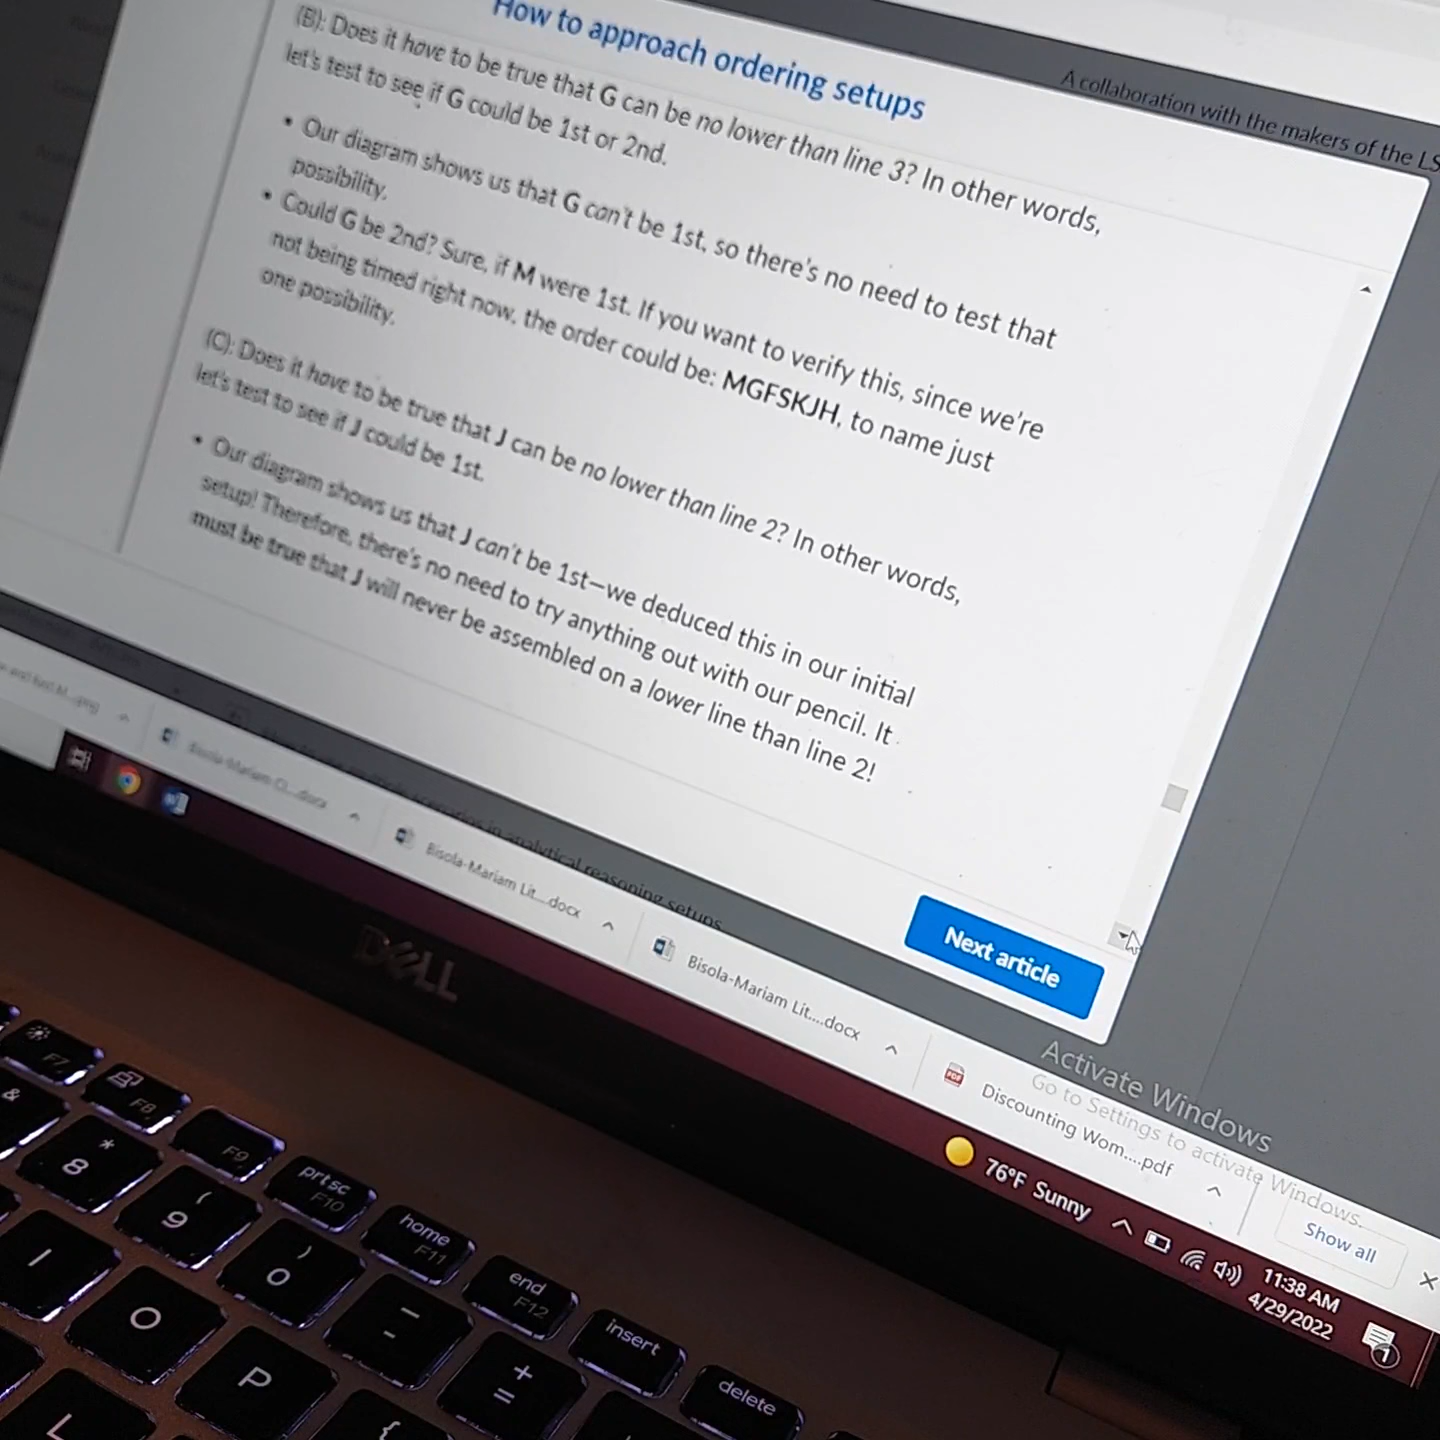 How to approach ordering setups
A collaboration with the makers of the LS
(B): Does it have to be true that G can be no lower than line 3? In other words,
let's test to see if G could be 1st or 2nd.
• Our diagram shows us that G can't be 1st, so there's no need to test that
possibility.
• Could G be 2nd? Sure, if M were 1st. If you want to verify this, since we're
not being timed right now, the order could be: MGFSKJH, to name just
one possibility.
(C): Does it have to be true that J can be no lower than line 2? In other words,
let's test to see if J could be 1st.
• Our diagram shows us that J can't be 1st—we deduced this in our initial
setup! Therefore, there's no need to try anything out with our pencil. It
must be true that J will never be assembled on a lower line than line 2!
Next article
scenarios in analytical reasoning setups
Activate Windows
Go to Settings to activate Windows.
Bisola-Mariam Cl...docx
Bisola-Mariam Lit....docx
Bisola-Mariam Lit....docx
Discounting Wom....pdf
Show all
76°F Sunny
11:38 AM
4/29/2022
1
DELL
F7
F8
F9
prt sc
F10
home
F11
end
F12
insert
delete
&
*
8
(
9
)
0
_
-
+
=
I
O
P
{
L